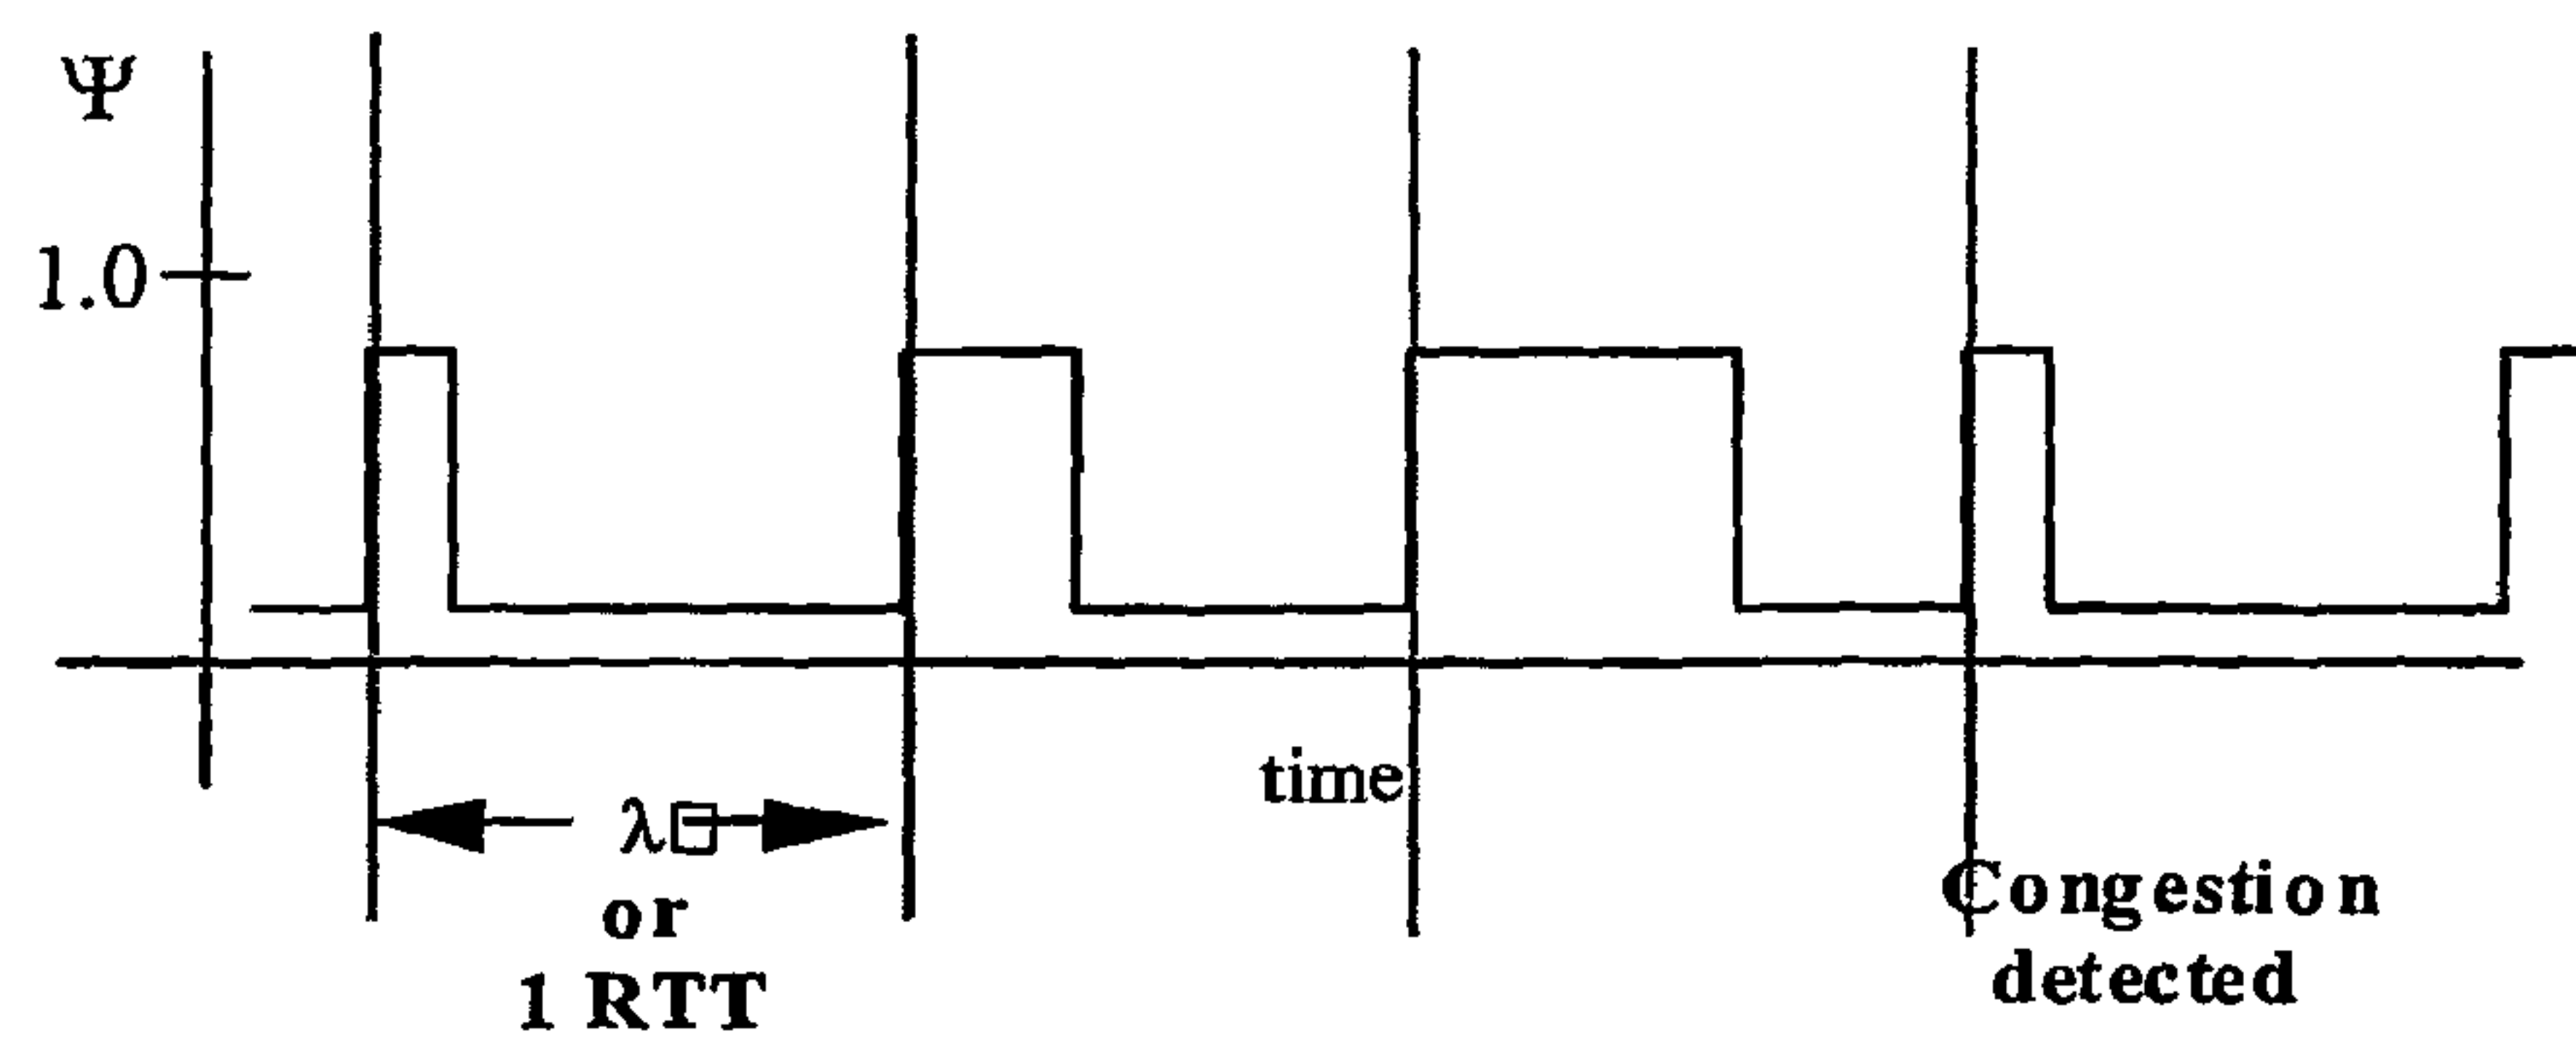 Ψ
1.0
time
λ□
or
1 RTT
Congestion
detected